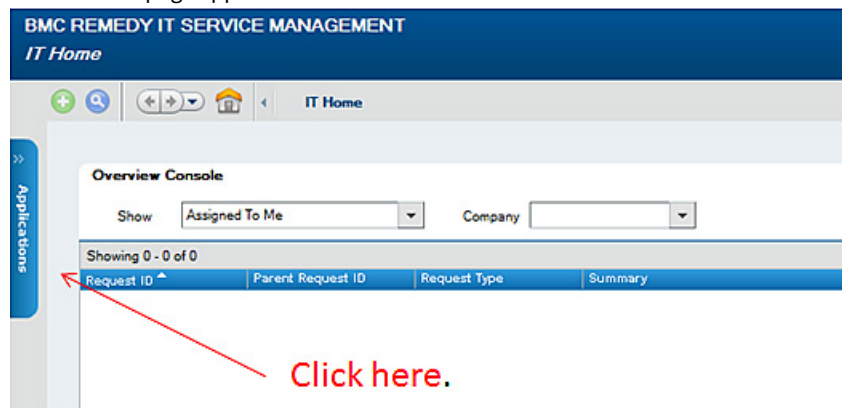 BMC REMEDY IT SERVICE MANAGEMENT
IT Home
IT Home
Applications
Overview Console
Show Assigned To Me Company
Showing 0 - 0 of 0
Request ID Parent Request ID Request Type Summary
Click here.